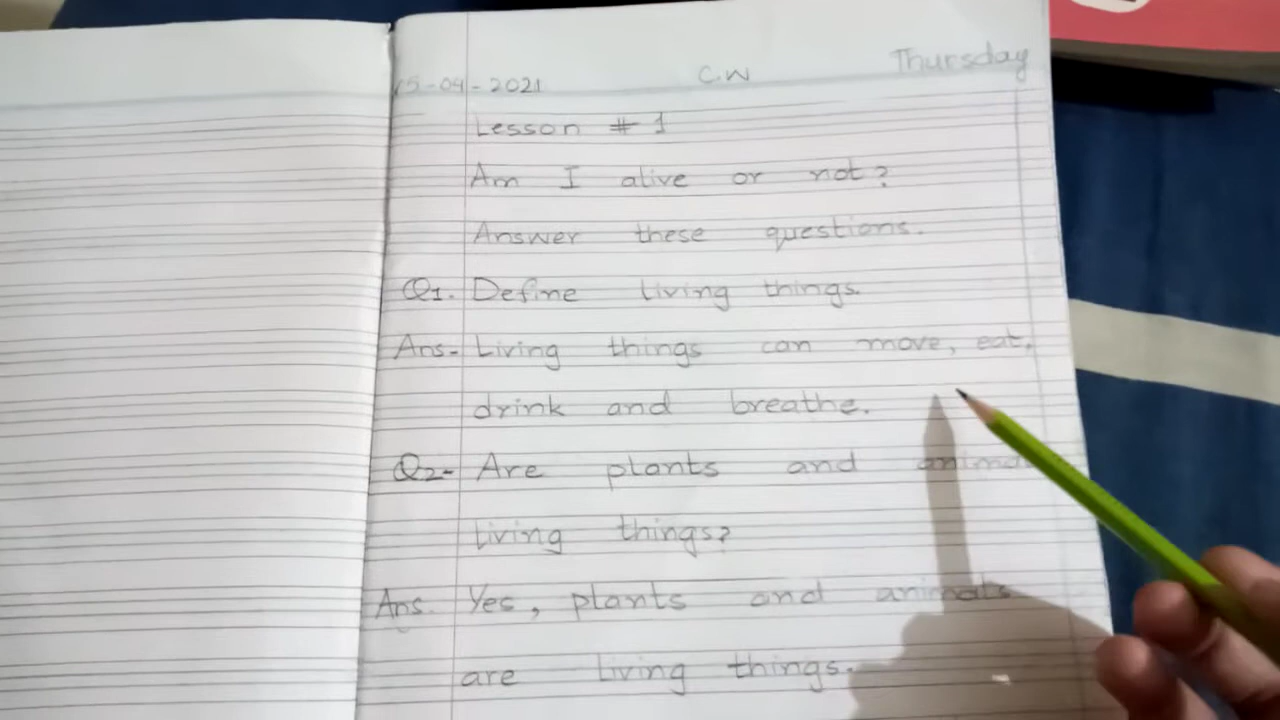 15-04-2021 C.W Thursday
Lesson # 1
Am I alive or not?
Answer these questions.
Q1. Define living things.
Ans- Living things can move, eat,
drink and breathe.
Q2- Are plants and
living things?
Ans. Yes, plants and animals
are living things.